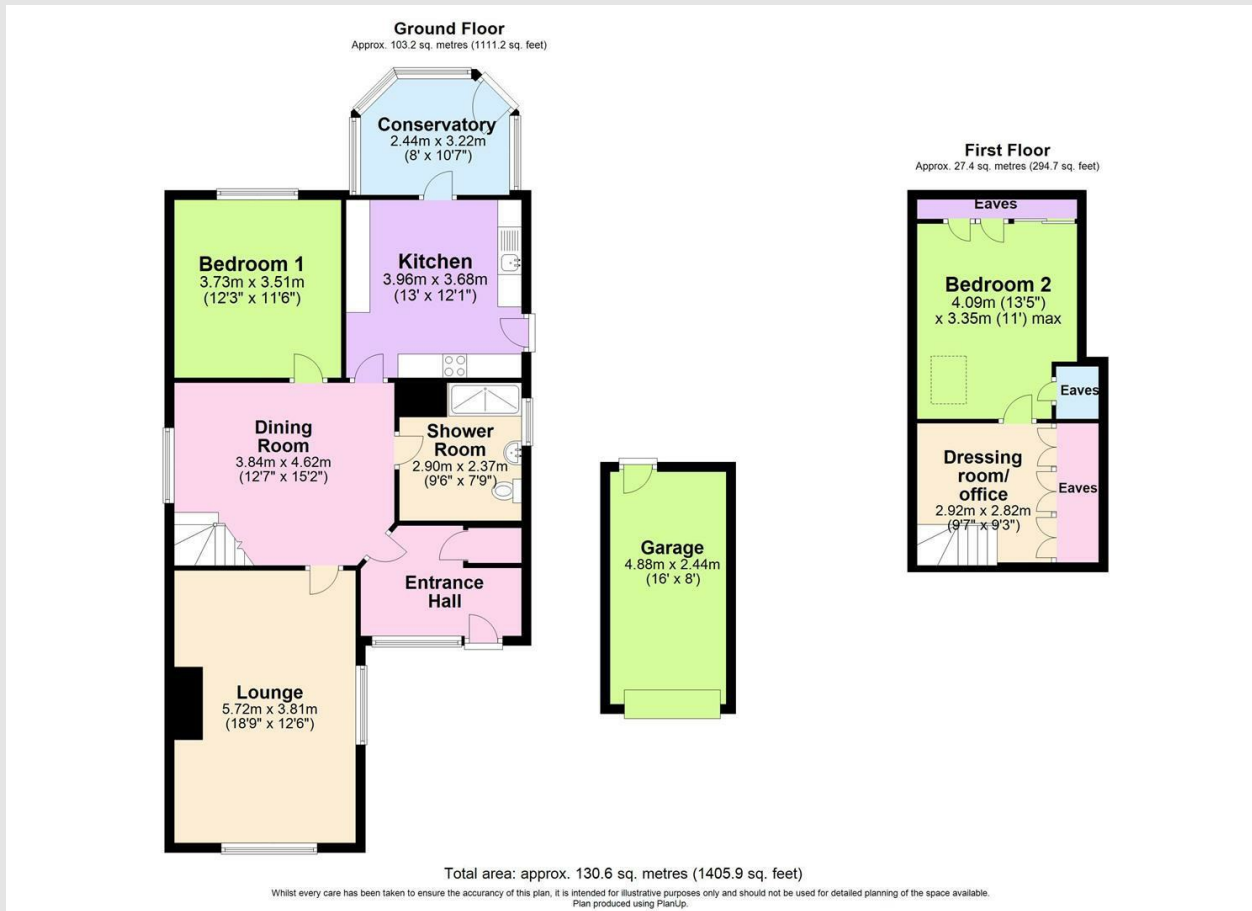 Ground Floor
Approx. 103.2 sq. metres (1111.2 sq. feet)
Conservatory
2.44m x 3.22m
(8' x 10'7")
Bedroom 1
3.73m x 3.51m
(12'3" x 11'6")
Kitchen
3.96m x 3.68m
(13' x 12'1")
Dining
Room
3.84m x 4.62m
(12'7" x 15'2")
Shower
Room
2.90m x 2.37m
(9'6" x 7'9")
Entrance
Hall
Lounge
5.72m x 3.81m
(18'9" x 12'6")
Garage
4.88m x 2.44m
(16' x 8')
First Floor
Approx. 27.4 sq. metres (294.7 sq. feet)
Eaves
Bedroom 2
4.09m (13'5")
x 3.35m (11') max
Eaves
Dressing
room/
office
2.92m x 2.82m
(9'7" x 9'3")
Eaves
Total area: approx. 130.6 sq. metres (1405.9 sq. feet)
Whilst every care has been taken to ensure the accurancy of this plan, it is intended for illustrative purposes only and should not be used for detailed planning of the space available.
Plan produced using PlanUp.